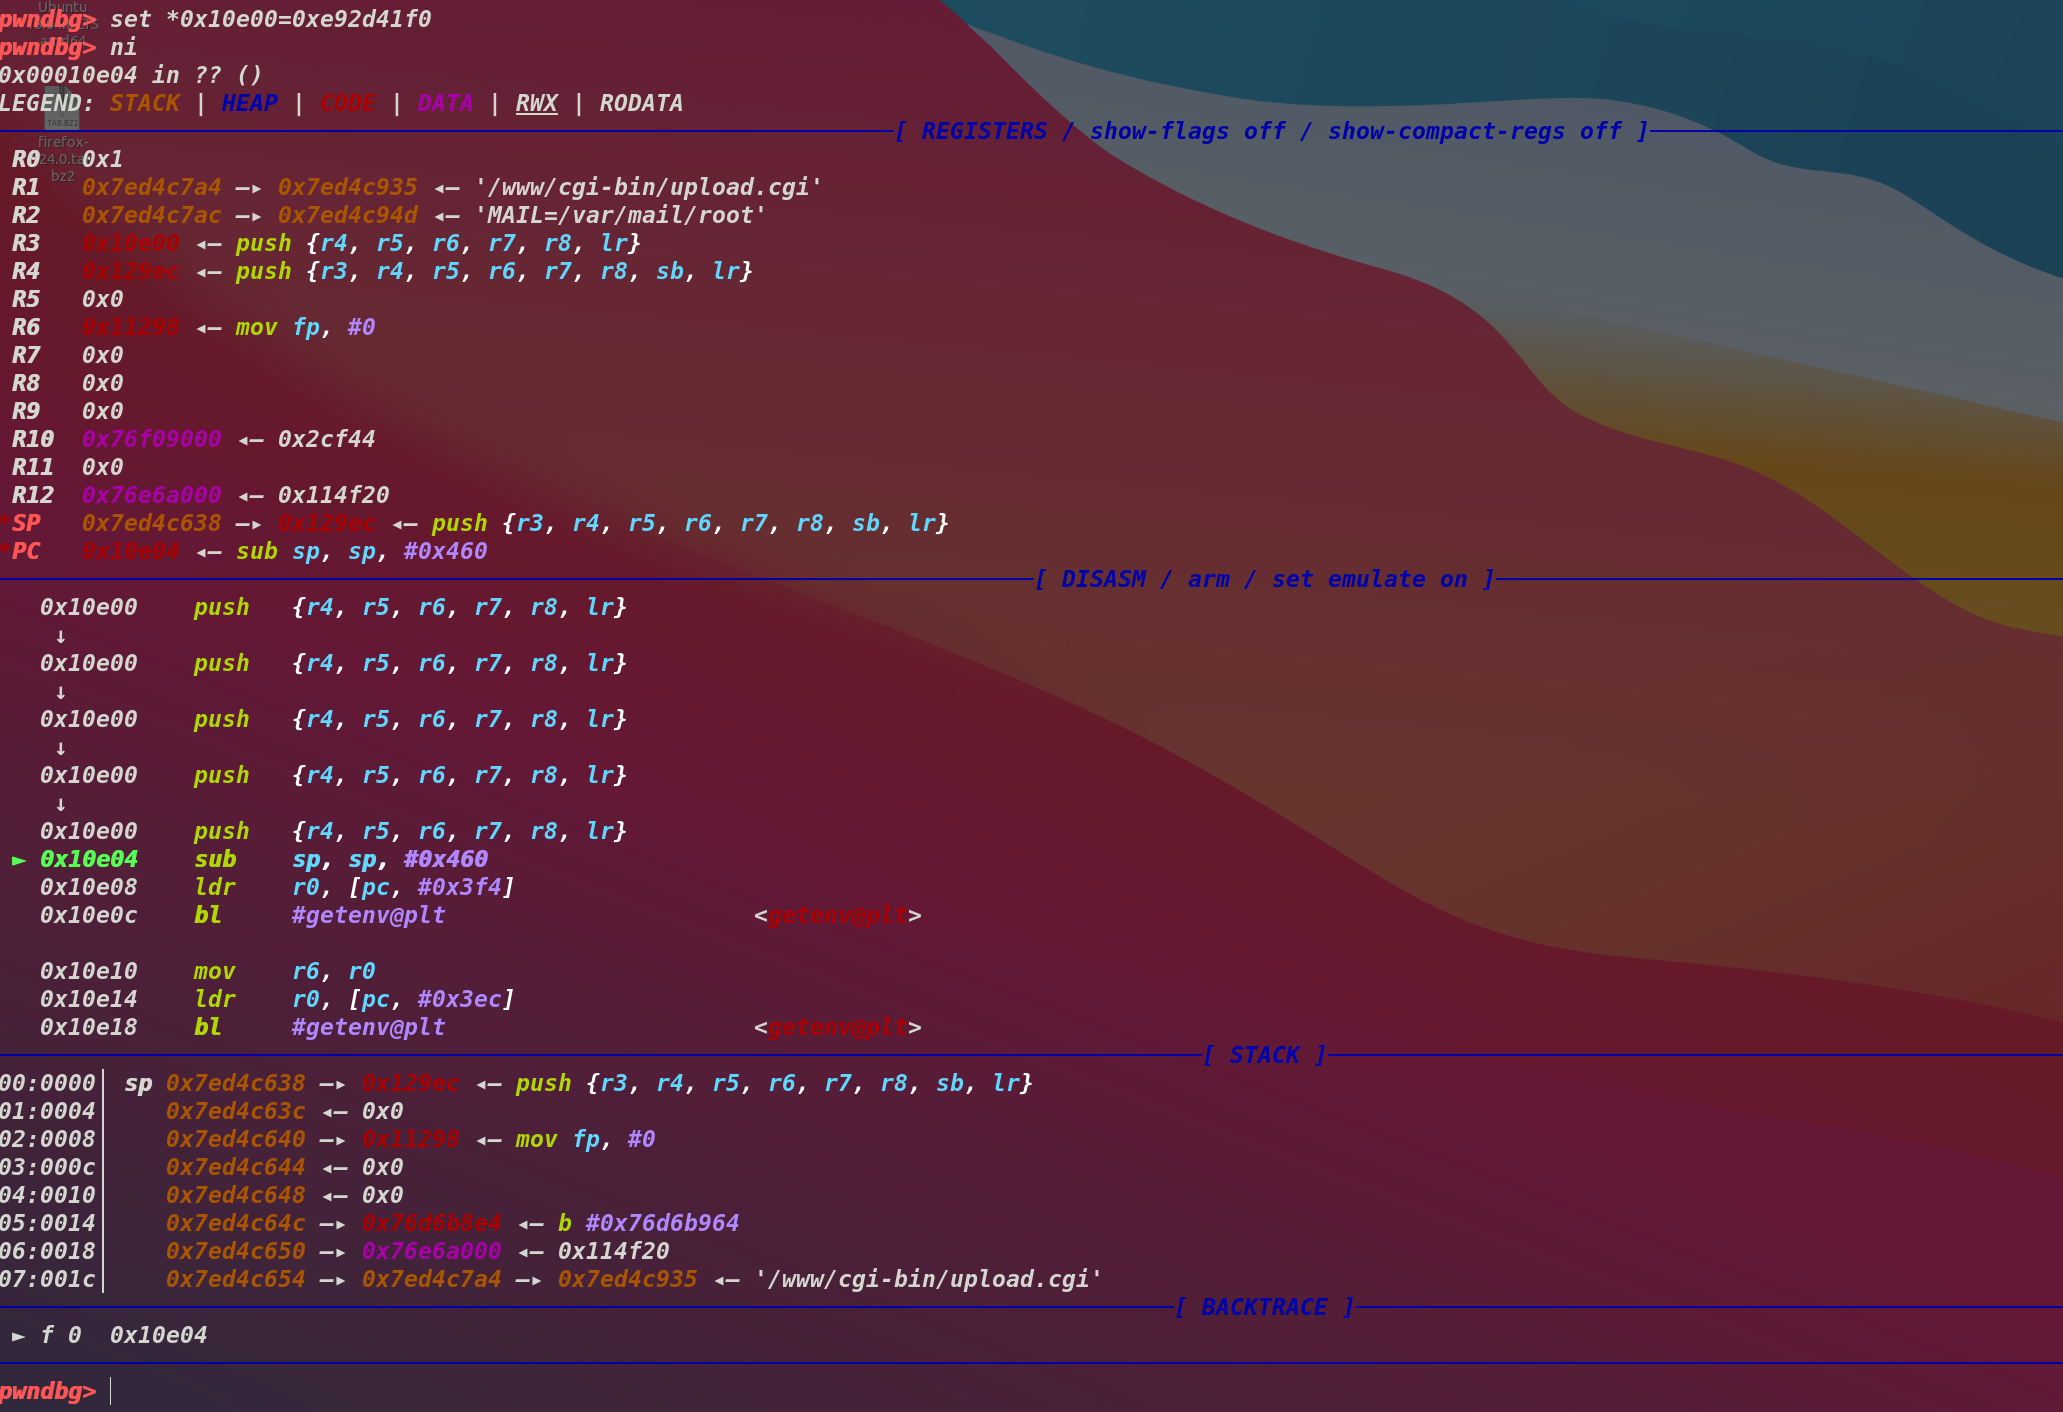 Ubuntu
pwndbg> set *0x10e00=0xe92d41f0
pwndbg> ni
0x00010e04 in ?? ()
LEGEND: STACK | HEAP | CODE | DATA | RWX | RODATA
TAR.BZ2
[ REGISTERS / show-flags off / show-compact-regs off ]
firefox-
R0 0x1
24.0.ta
bz2
R1 0x7ed4c7a4 —▸ 0x7ed4c935 ◂— '/www/cgi-bin/upload.cgi'
R2 0x7ed4c7ac —▸ 0x7ed4c94d ◂— 'MAIL=/var/mail/root'
R3 0x10e00 ◂— push {r4, r5, r6, r7, r8, lr}
R4 0x129ec ◂— push {r3, r4, r5, r6, r7, r8, sb, lr}
R5 0x0
R6 0x11298 ◂— mov fp, #0
R7 0x0
R8 0x0
R9 0x0
R10 0x76f09000 ◂— 0x2cf44
R11 0x0
R12 0x76e6a000 ◂— 0x114f20
*SP 0x7ed4c638 —▸ 0x129ec ◂— push {r3, r4, r5, r6, r7, r8, sb, lr}
*PC 0x10e04 ◂— sub sp, sp, #0x460
[ DISASM / arm / set emulate on ]
0x10e00 push {r4, r5, r6, r7, r8, lr}
↓
0x10e00 push {r4, r5, r6, r7, r8, lr}
↓
0x10e00 push {r4, r5, r6, r7, r8, lr}
↓
0x10e00 push {r4, r5, r6, r7, r8, lr}
↓
0x10e00 push {r4, r5, r6, r7, r8, lr}
► 0x10e04 sub sp, sp, #0x460
0x10e08 ldr r0, [pc, #0x3f4]
0x10e0c bl #getenv@plt <getenv@plt>
0x10e10 mov r6, r0
0x10e14 ldr r0, [pc, #0x3ec]
0x10e18 bl #getenv@plt <getenv@plt>
[ STACK ]
00:0000│ sp 0x7ed4c638 —▸ 0x129ec ◂— push {r3, r4, r5, r6, r7, r8, sb, lr}
01:0004│ 0x7ed4c63c ◂— 0x0
02:0008│ 0x7ed4c640 —▸ 0x11298 ◂— mov fp, #0
03:000c│ 0x7ed4c644 ◂— 0x0
04:0010│ 0x7ed4c648 ◂— 0x0
05:0014│ 0x7ed4c64c —▸ 0x76d6b8e4 ◂— b #0x76d6b964
06:0018│ 0x7ed4c650 —▸ 0x76e6a000 ◂— 0x114f20
07:001c│ 0x7ed4c654 —▸ 0x7ed4c7a4 —▸ 0x7ed4c935 ◂— '/www/cgi-bin/upload.cgi'
[ BACKTRACE ]
► f 0 0x10e04
pwndbg>